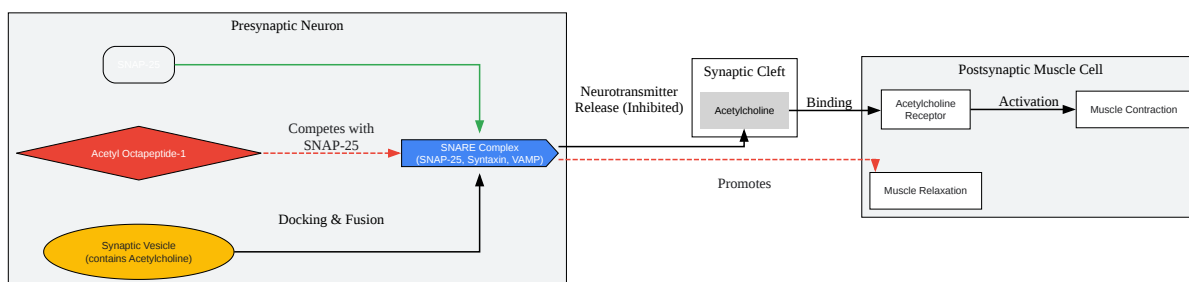 Presynaptic Neuron
SNAP-25
Competes with
SNAP-25
Acetyl Octapeptide-1
SNARE Complex
(SNAP-25, Syntaxin, VAMP)
Docking & Fusion
Synaptic Vesicle
(contains Acetylcholine)
Neurotransmitter
Release (Inhibited)
Promotes
Synaptic Cleft
Acetylcholine
Binding
Postsynaptic Muscle Cell
Acetylcholine
Receptor
Activation
Muscle Contraction
Muscle Relaxation